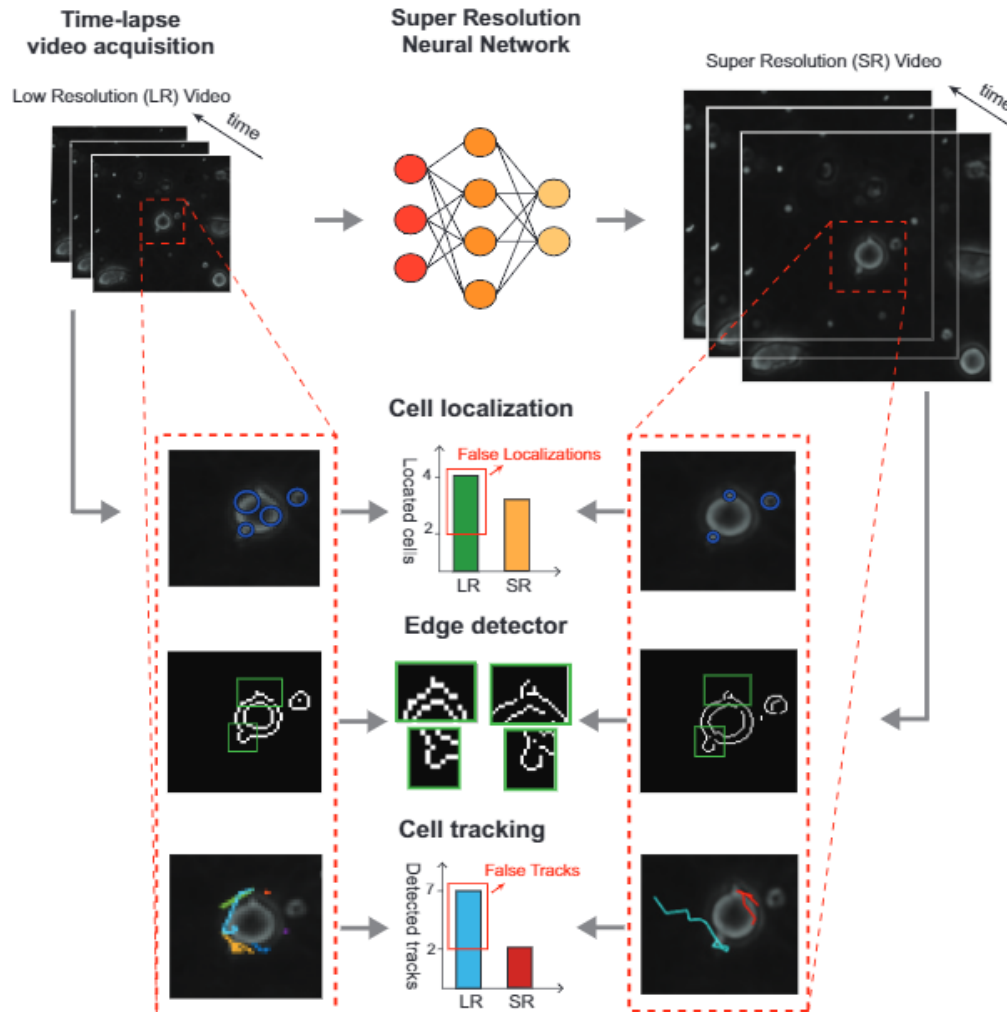 Time-lapse
video acquisition
Super Resolution
Neural Network
Low Resolution (LR) Video
time
Super Resolution (SR) Video
time
Cell localization
False Localizations
Located cells
4
2
LR
SR
Edge detector
Cell tracking
False Tracks
Detected tracks
7
2
LR
SR